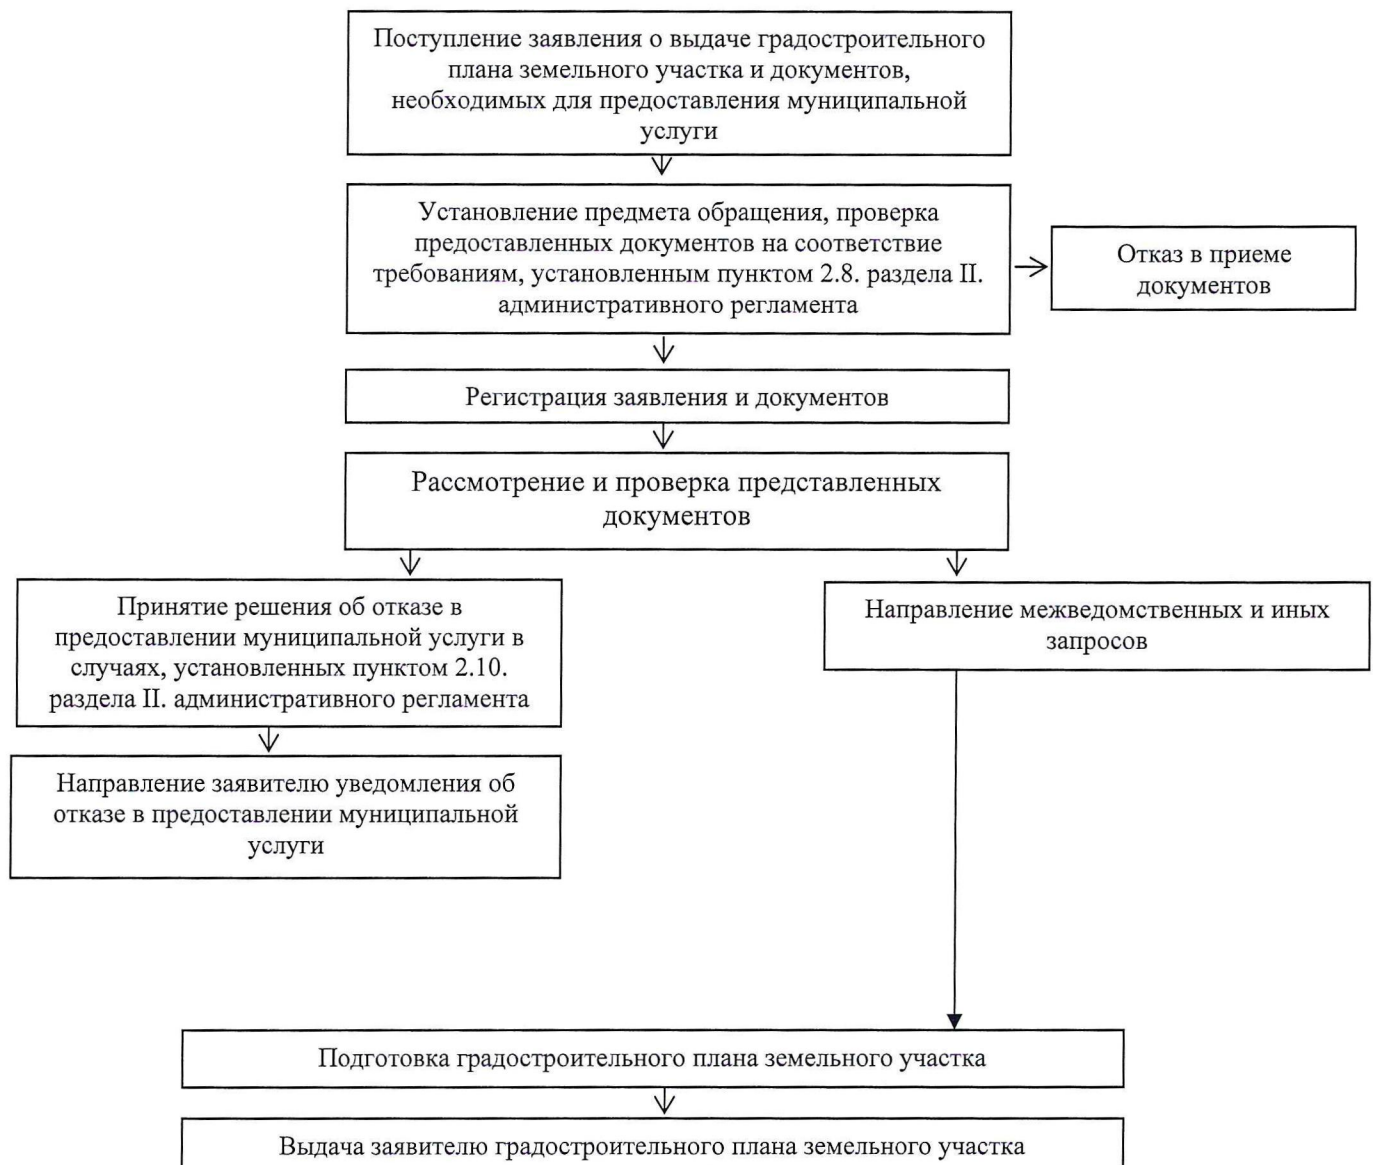 Поступление заявления о выдаче градостроительного
плана земельного участка и документов,
необходимых для предоставления муниципальной
услуги
Установление предмета обращения, проверка
предоставленных документов на соответствие
требованиям, установленным пунктом 2.8. раздела II.
административного регламента
Отказ в приеме
документов
Регистрация заявления и документов
Рассмотрение и проверка представленных
документов
Принятие решения об отказе в
предоставлении муниципальной услуги в
случаях, установленных пунктом 2.10.
раздела II. административного регламента
Направление межведомственных и иных
запросов
Направление заявителю уведомления об
отказе в предоставлении муниципальной
услуги
Подготовка градостроительного плана земельного участка
Выдача заявителю градостроительного плана земельного участка